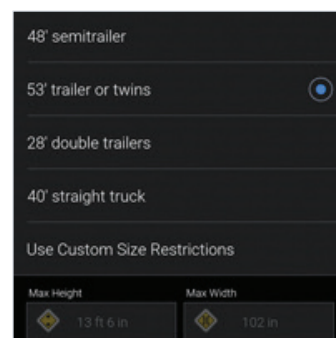 48' semitrailer
53' trailer or twins
28' double trailers
40' straight truck
Use Custom Size Restrictions
Max Height Max Width
13 ft 6 in 102 in